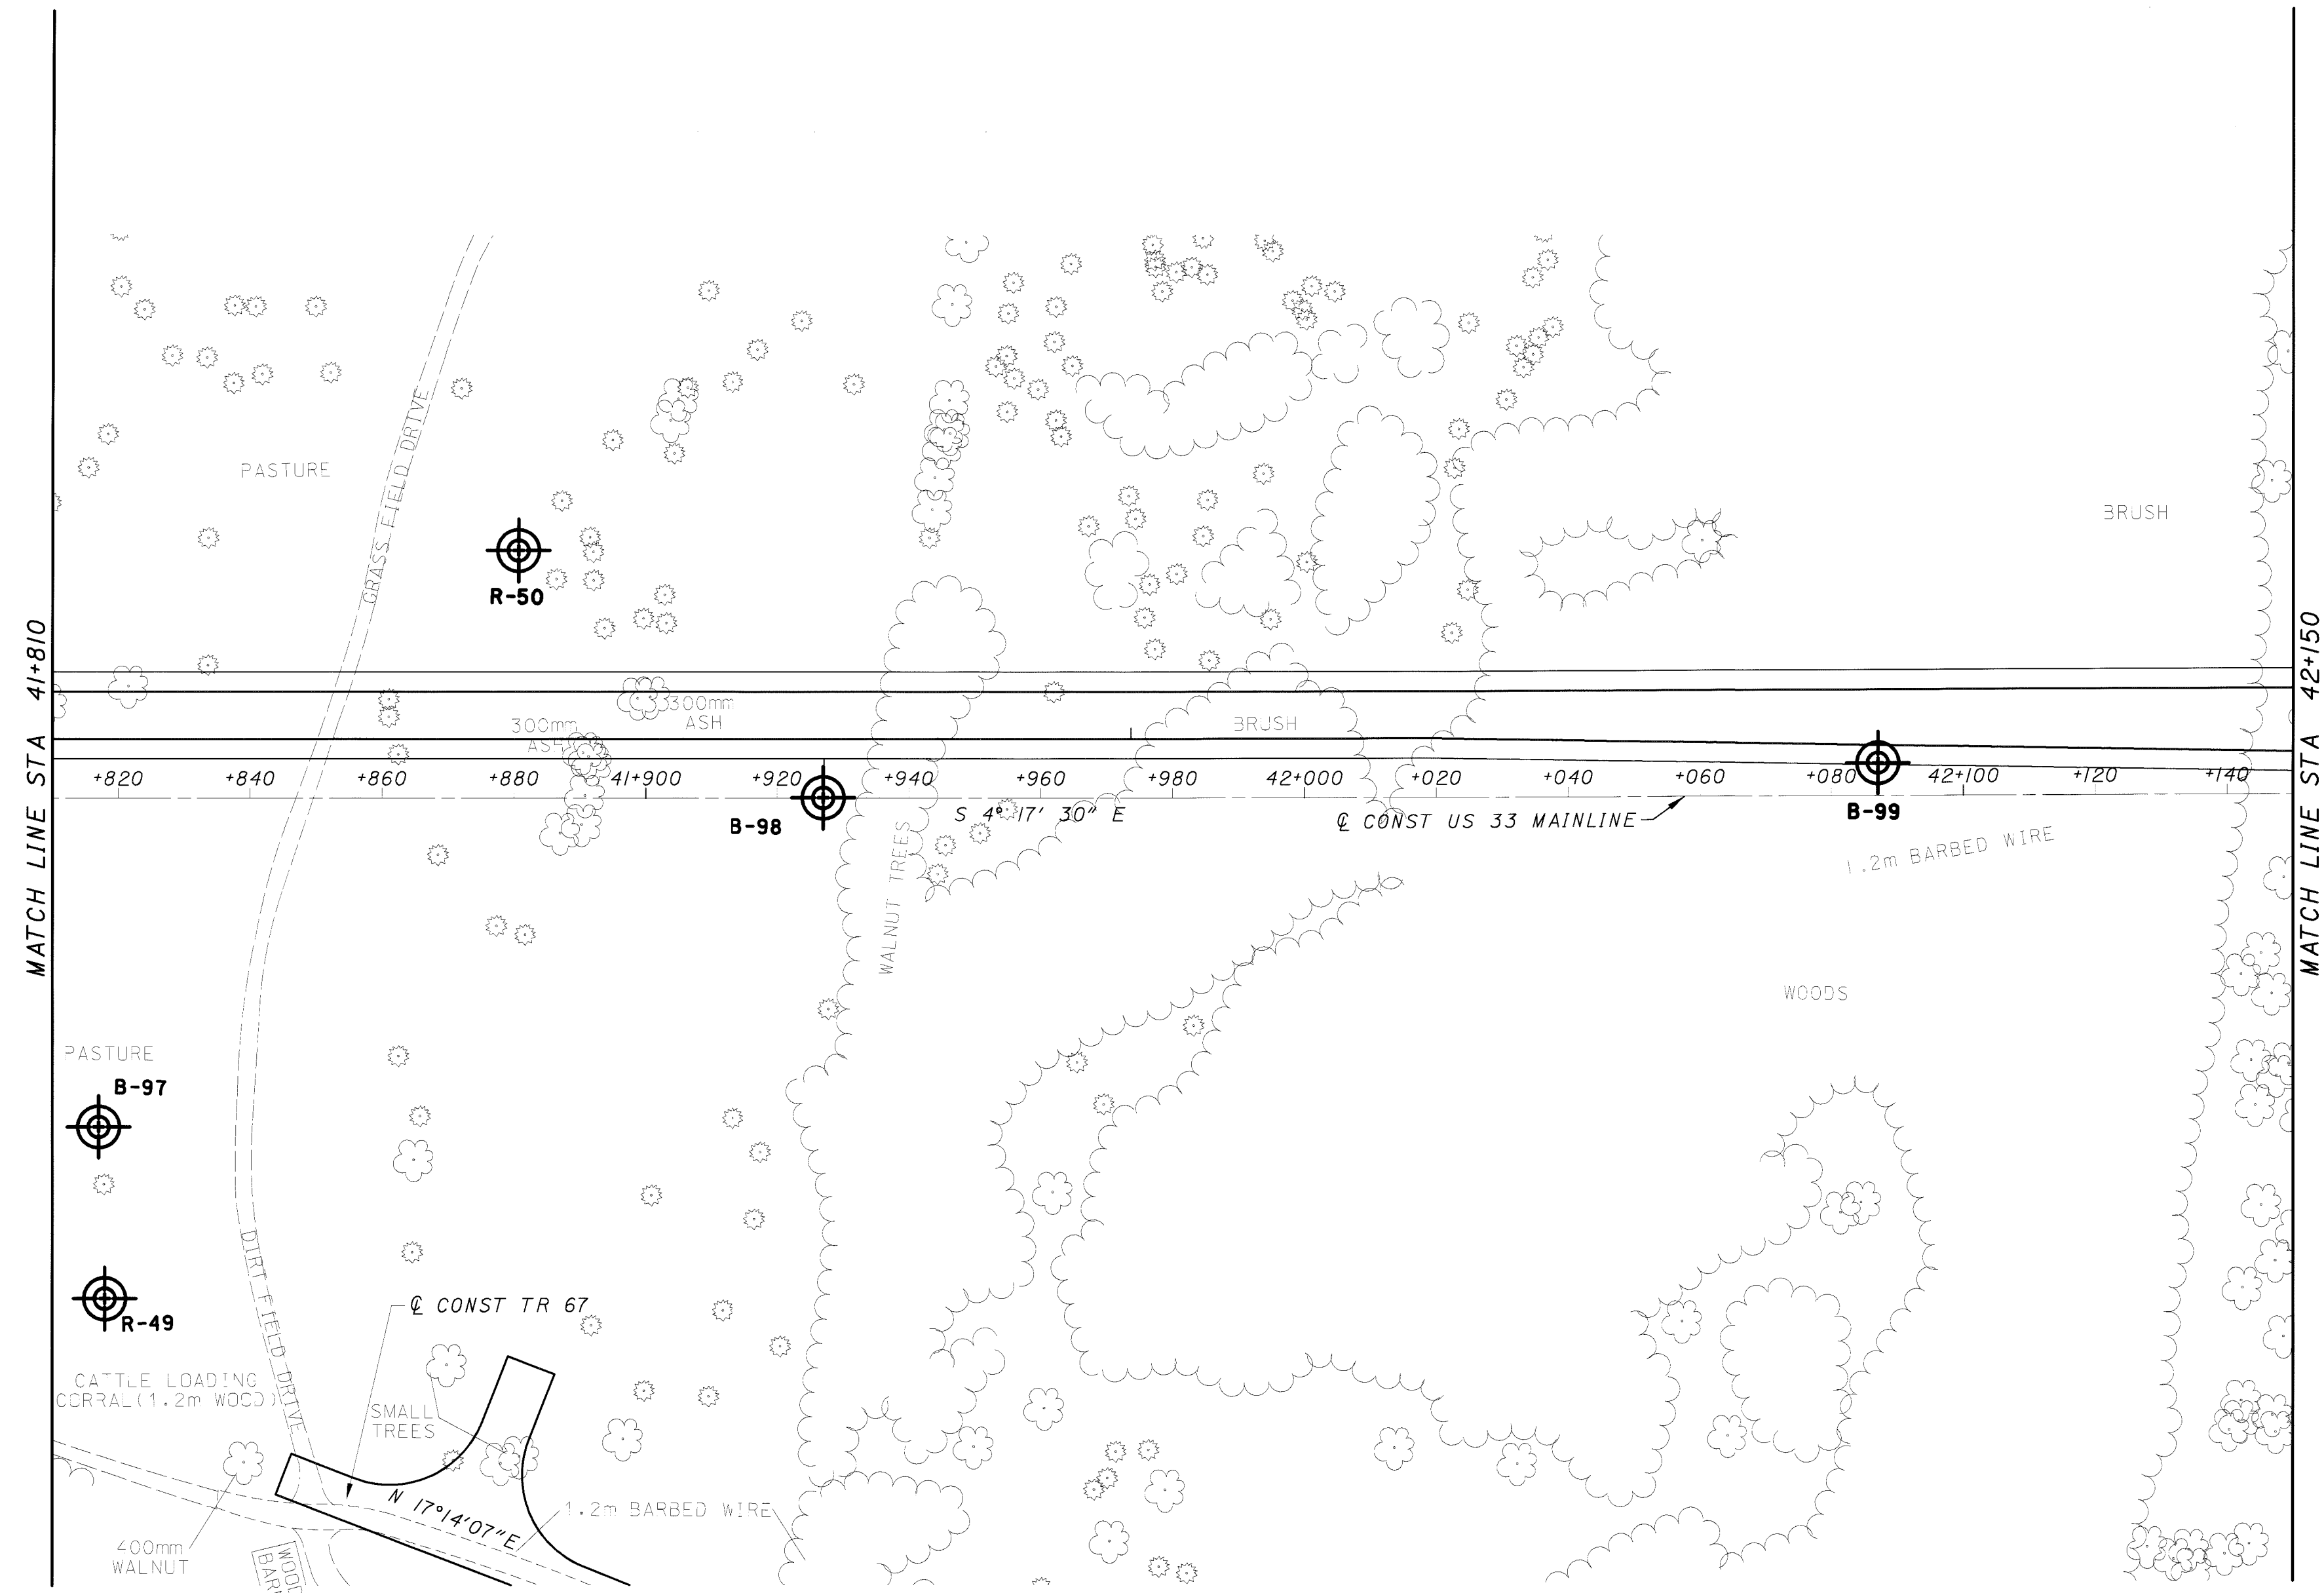 PASTURE
GRASS FIELD DRIVE
R-50
BRUSH
MATCH LINE STA 41+810
MATCH LINE STA 42+150
300mm
ASH
300mm
ASH
BRUSH
+820 +840 +860 +880 41+900 +920 +940 +960 +980 42+000 +020 +040 +060 +080 42+100 +120 +140
B-98
S 4° 17' 30" E
℄ CONST US 33 MAINLINE
B-99
1.2m BARBED WIRE
WALNUT TREES
WOODS
PASTURE
B-97
DIRT FIELD DRIVE
R-49
℄ CONST TR 67
CATTLE LOADING
CORRAL(1.2m WOOD)
SMALL
TREES
N 17°14'07"E
1.2m BARBED WIRE
400mm
WALNUT
WOOD
BARN